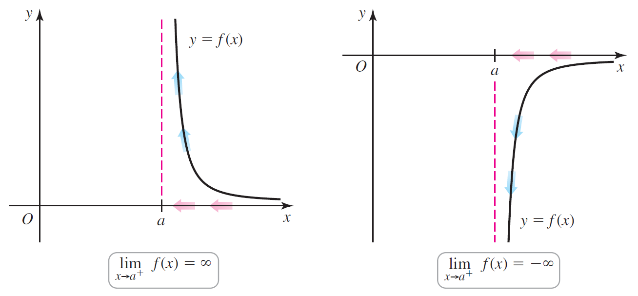 y
y = f(x)
O
a
x
lim f(x) = ∞
x→a⁺
y
O
a
x
y = f(x)
lim f(x) = −∞
x→a⁺